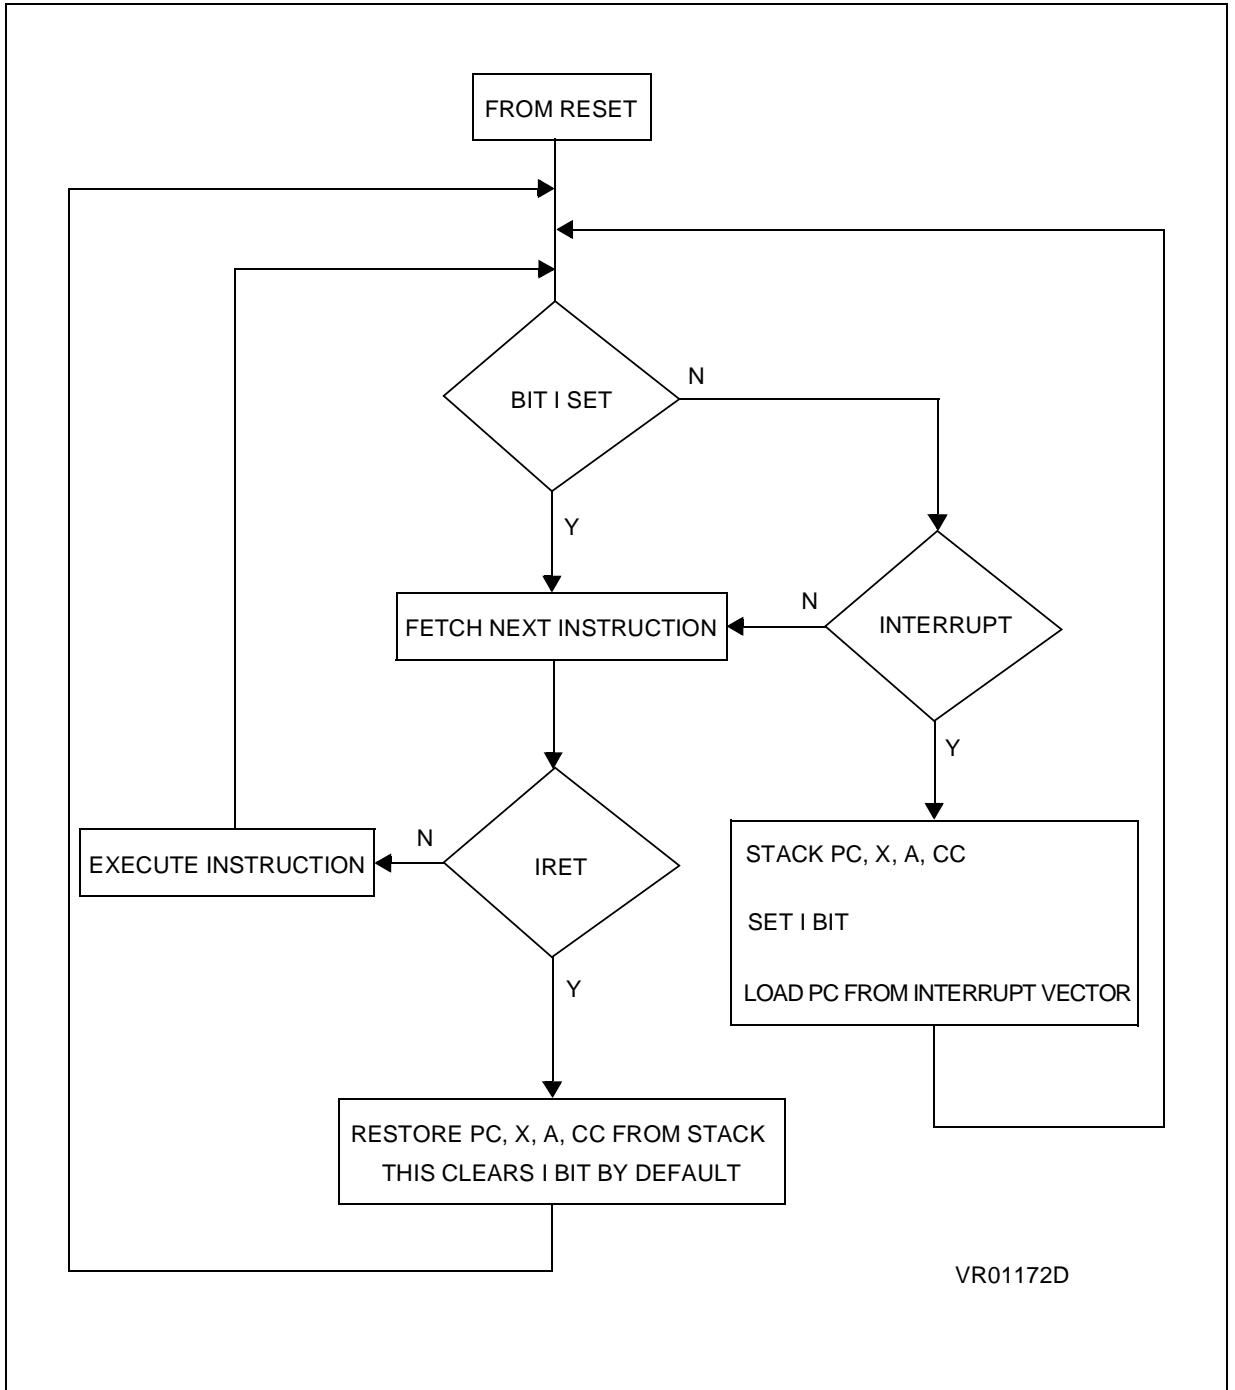 FROM RESET
BIT I SET
N
Y
FETCH NEXT INSTRUCTION
N
INTERRUPT
Y
EXECUTE INSTRUCTION
N
IRET
Y
STACK PC, X, A, CC
SET I BIT
LOAD PC FROM INTERRUPT VECTOR
RESTORE PC, X, A, CC FROM STACK
THIS CLEARS I BIT BY DEFAULT
VR01172D